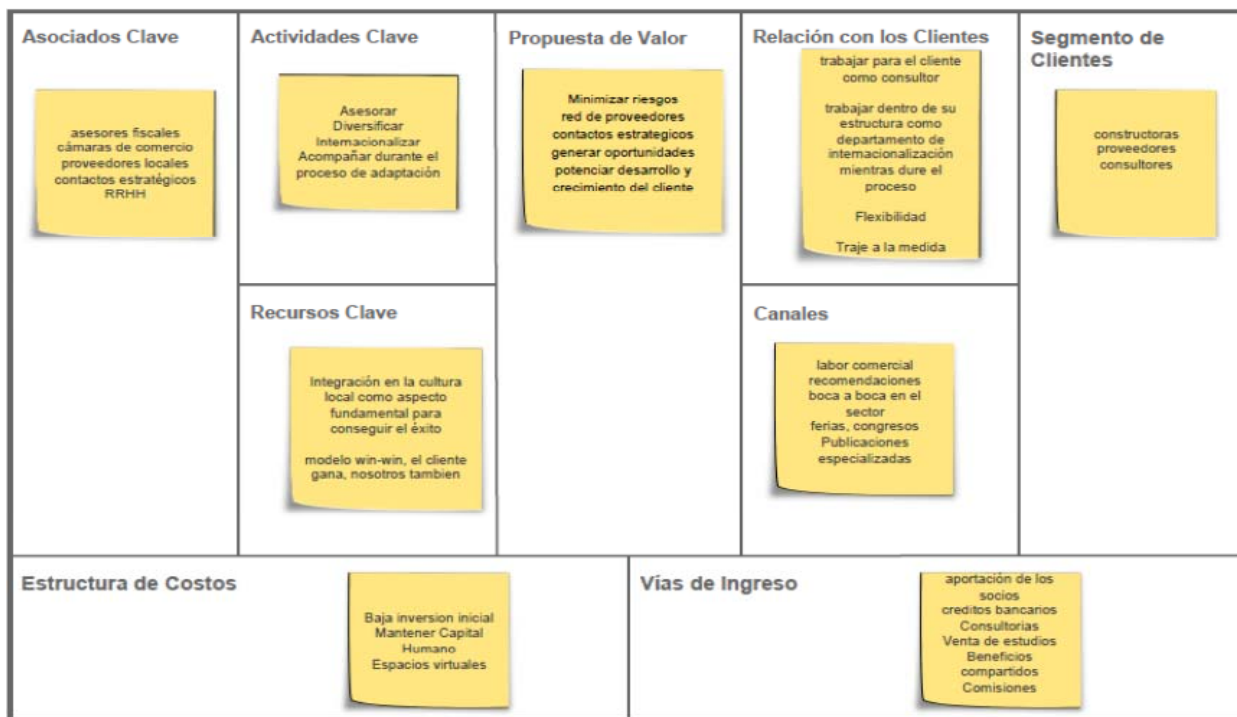 Asociados Clave
asesores fiscales
cámaras de comercio
proveedores locales
contactos estratégicos
RRHH
Actividades Clave
Asesorar
Diversificar
Internacionalizar
Acompañar durante el
proceso de adaptación
Recursos Clave
Integración en la cultura
local como aspecto
fundamental para
conseguir el éxito
modelo win-win, el cliente
gana, nosotros tambien
Propuesta de Valor
Minimizar riesgos
red de proveedores
contactos estrategicos
generar oportunidades
potenciar desarrollo y
crecimiento del cliente
Relación con los Clientes
trabajar para el cliente
como consultor
trabajar dentro de su
estructura como
departamento de
internacionalización
mientras dure el
proceso
Flexibilidad
Traje a la medida
Canales
labor comercial
recomendaciones
boca a boca en el
sector
ferias, congresos
Publicaciones
especializadas
Segmento de
Clientes
constructoras
proveedores
consultores
Estructura de Costos
Baja inversion inicial
Mantener Capital
Humano
Espacios virtuales
Vías de Ingreso
aportación de los
socios
creditos bancarios
Consultorias
Venta de estudios
Beneficios
compartidos
Comisiones